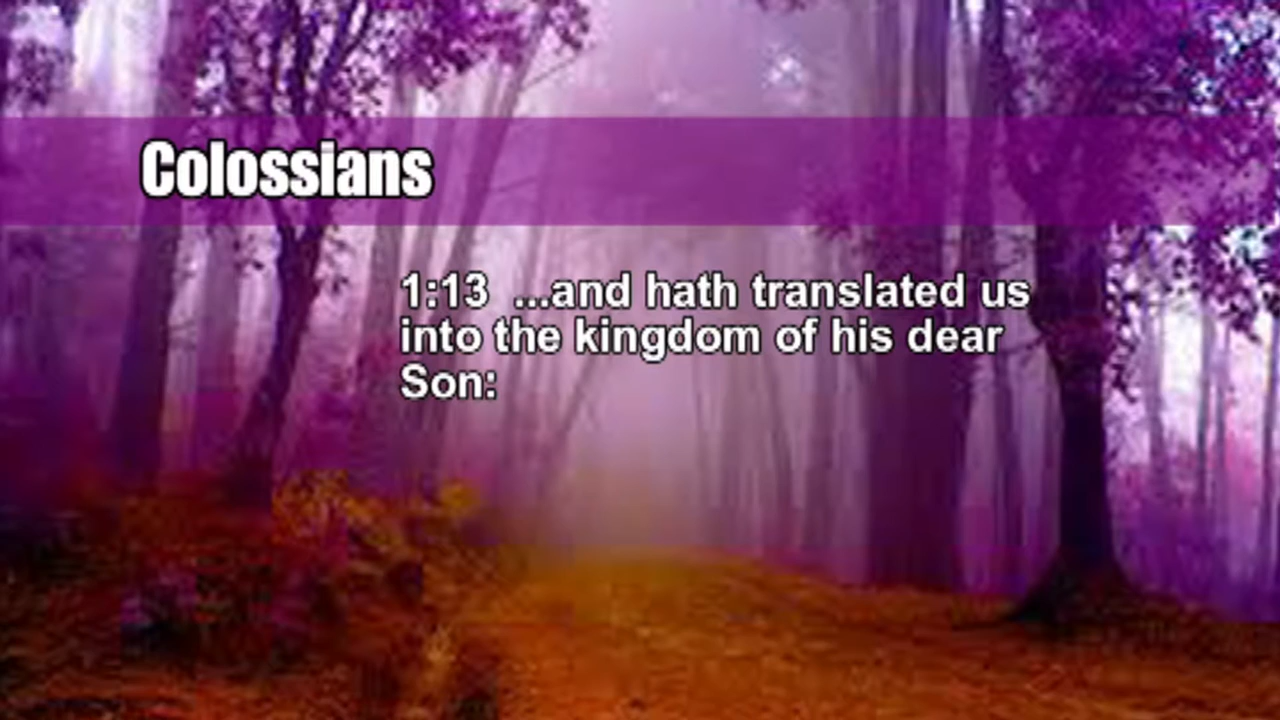 Colossians
1:13 ...and hath translated us
into the kingdom of his dear
Son: